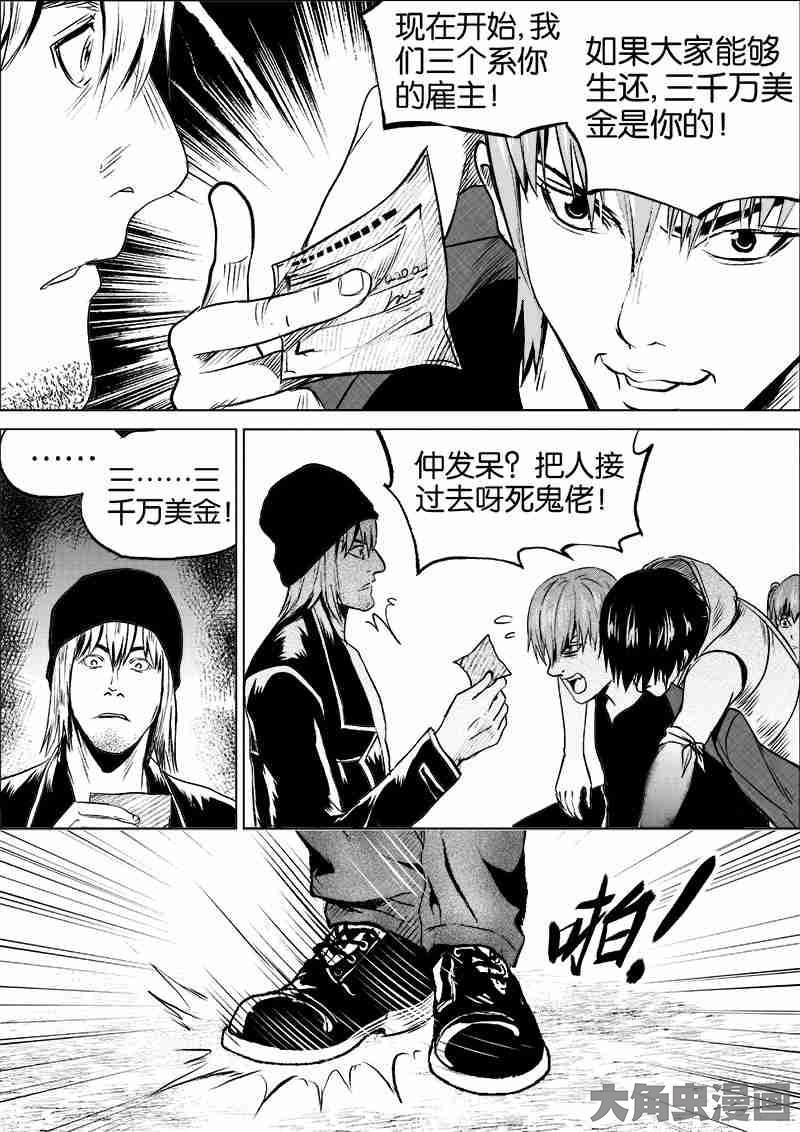 现在开始,我
们三个系你
的雇主!
如果大家能够
生还,三千万美
金是你的!
……
三……三
千万美金!
仲发呆?把人接
过去呀死鬼佬!
啪!
大角虫漫画